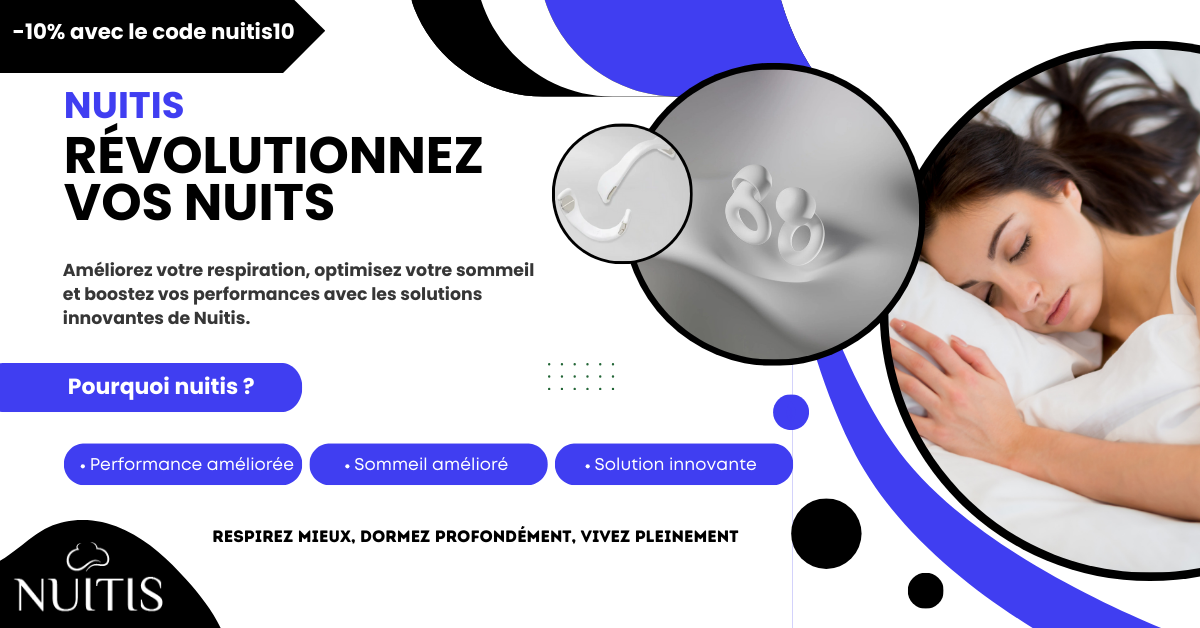 -10% avec le code nuitis10
NUITIS
RÉVOLUTIONNEZ
VOS NUITS
Améliorez votre respiration, optimisez votre sommeil
et boostez vos performances avec les solutions
innovantes de Nuitis.
Pourquoi nuitis ?
• Performance améliorée
• Sommeil amélioré
• Solution innovante
RESPIREZ MIEUX, DORMEZ PROFONDÉMENT, VIVEZ PLEINEMENT
NUITIS